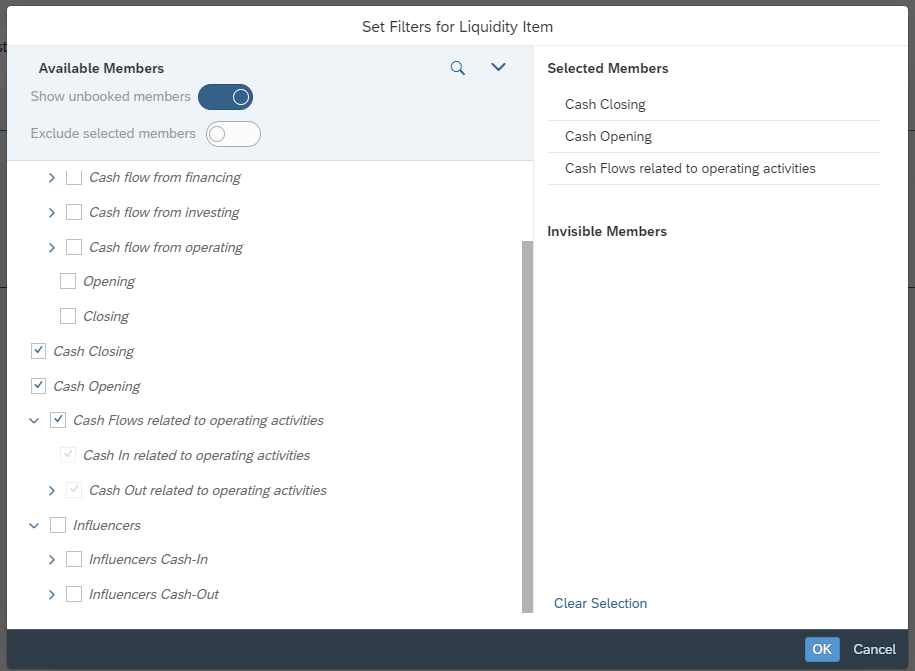 st
Set Filters for Liquidity Item
Available Members
Show unbooked members
Exclude selected members
Cash flow from financing
Cash flow from investing
Cash flow from operating
Opening
Closing
Cash Closing
Cash Opening
Cash Flows related to operating activities
Cash In related to operating activities
Cash Out related to operating activities
Influencers
Influencers Cash-In
Influencers Cash-Out
Selected Members
Cash Closing
Cash Opening
Cash Flows related to operating activities
Invisible Members
Clear Selection
OK Cancel